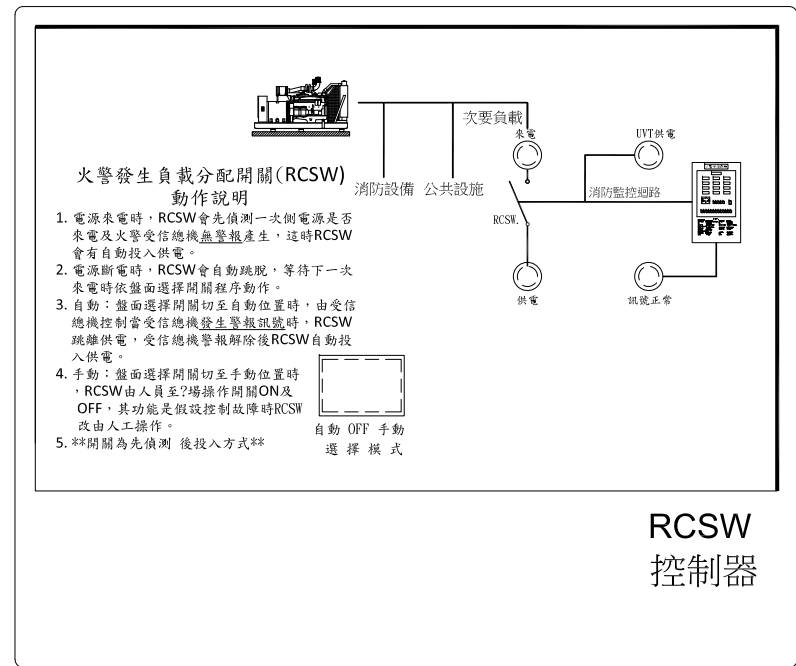 次要負載
來電
UVT供電
火警發生負載分配開關(RCSW)
動作說明
消防設備 公共設施
消防監控迴路
RCSW.
供電
訊號正常
1. 電源來電時，RCSW會先偵測一次側電源是否
來電及火警受信總機無警報產生，這時RCSW
會有自動投入供電。
2. 電源斷電時，RCSW會自動跳脫，等待下一次
來電時依盤面選擇開關程序動作。
3. 自動：盤面選擇開關切至自動位置時，由受信
總機控制當受信總機發生警報訊號時，RCSW
跳離供電，受信總機警報解除後RCSW自動投
入供電。
4. 手動：盤面選擇開關切至手動位置時
，RCSW由人員至?場操作開關ON及
OFF，其功能是假設控制故障時RCSW
改由人工操作。
5. **開關為先偵測 後投入方式**
自動 OFF 手動
選 擇 模 式
RCSW
控制器